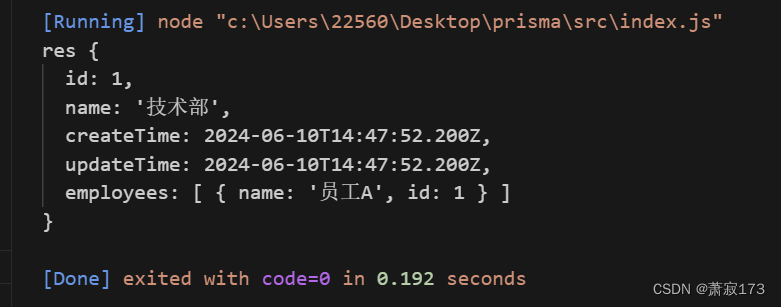 [Running] node "c:\Users\22560\Desktop\prisma\src\index.js"
res {
  id: 1,
  name: '技术部',
  createTime: 2024-06-10T14:47:52.200Z,
  updateTime: 2024-06-10T14:47:52.200Z,
  employees: [ { name: '员工A', id: 1 } ]
}
[Done] exited with code=0 in 0.192 seconds
CSDN @萧寂173